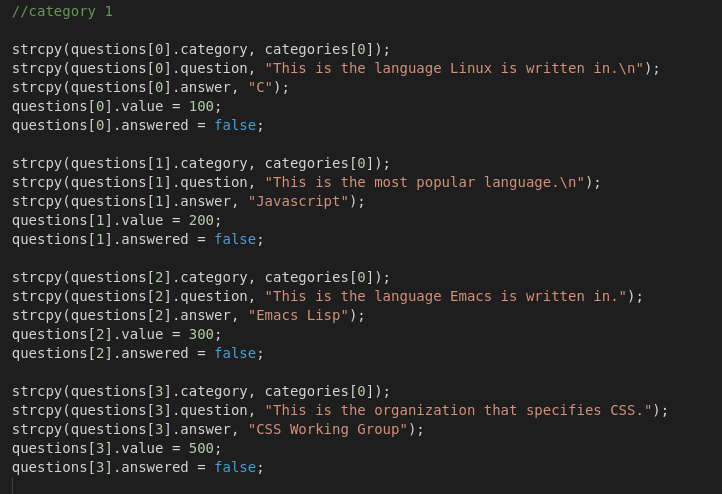 //category 1
strcpy(questions[0].category, categories[0]);
strcpy(questions[0].question, "This is the language Linux is written in.\n");
strcpy(questions[0].answer, "C");
questions[0].value = 100;
questions[0].answered = false;
strcpy(questions[1].category, categories[0]);
strcpy(questions[1].question, "This is the most popular language.\n");
strcpy(questions[1].answer, "Javascript");
questions[1].value = 200;
questions[1].answered = false;
strcpy(questions[2].category, categories[0]);
strcpy(questions[2].question, "This is the language Emacs is written in.");
strcpy(questions[2].answer, "Emacs Lisp");
questions[2].value = 300;
questions[2].answered = false;
strcpy(questions[3].category, categories[0]);
strcpy(questions[3].question, "This is the organization that specifies CSS.");
strcpy(questions[3].answer, "CSS Working Group");
questions[3].value = 500;
questions[3].answered = false;